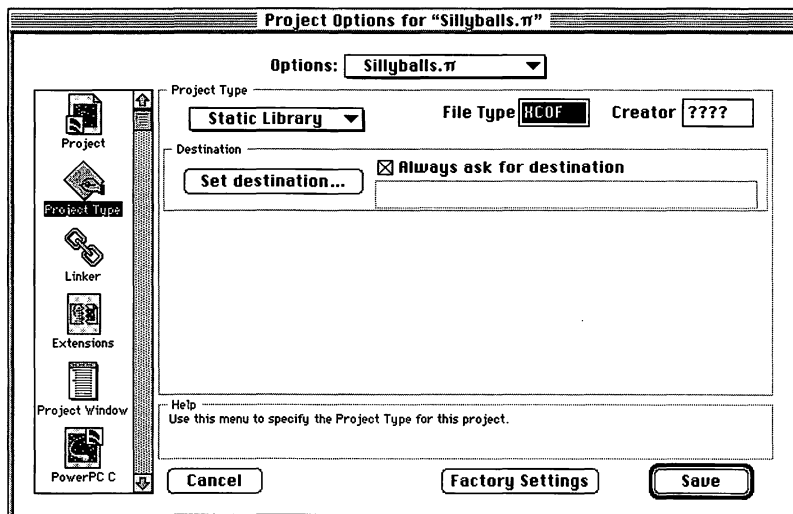 Project Options for “Sillyballs.π”
Options: Sillyballs.π
Project Type
Static Library
File Type XCOF
Creator ????
Destination
Set destination...
Always ask for destination
Project
Project Type
Linker
Extensions
Project Window
PowerPC C
Help
Use this menu to specify the Project Type for this project.
Cancel
Factory Settings
Save